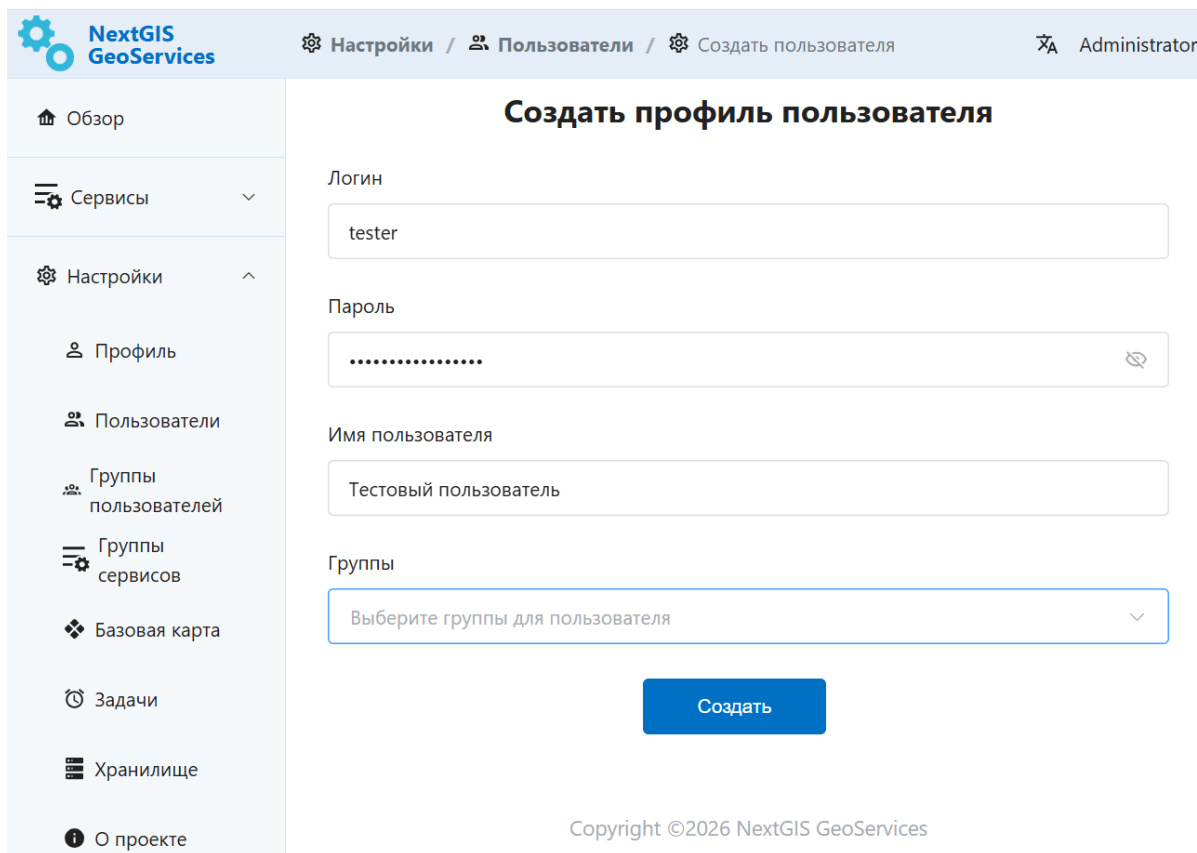 NextGIS
GeoServices
Настройки / Пользователи / Создать пользователя
Administrator
Обзор
Сервисы
Настройки
Профиль
Пользователи
Группы
пользователей
Группы
сервисов
Базовая карта
Задачи
Хранилище
О проекте
Создать профиль пользователя
Логин
tester
Пароль
•••••••••••••••••
Имя пользователя
Тестовый пользователь
Группы
Выберите группы для пользователя
Создать
Copyright ©2026 NextGIS GeoServices